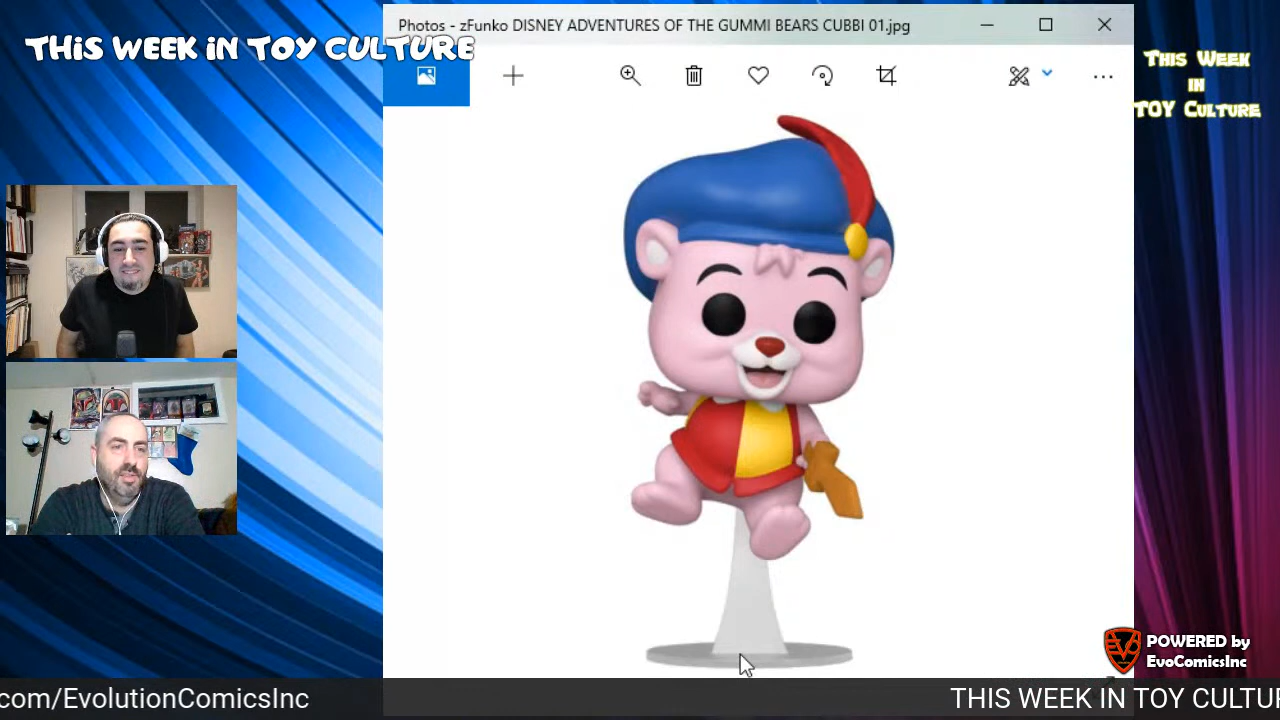 Photos - zFunko DISNEY ADVENTURES OF THE GUMMI BEARS CUBBI 01.jpg
THiS WEEK iN TOY CULTURE
This Week
in
TOY Culture
POWERED by
EvoComicsInc
com/EvolutionComicsInc
THIS WEEK IN TOY CULTUR